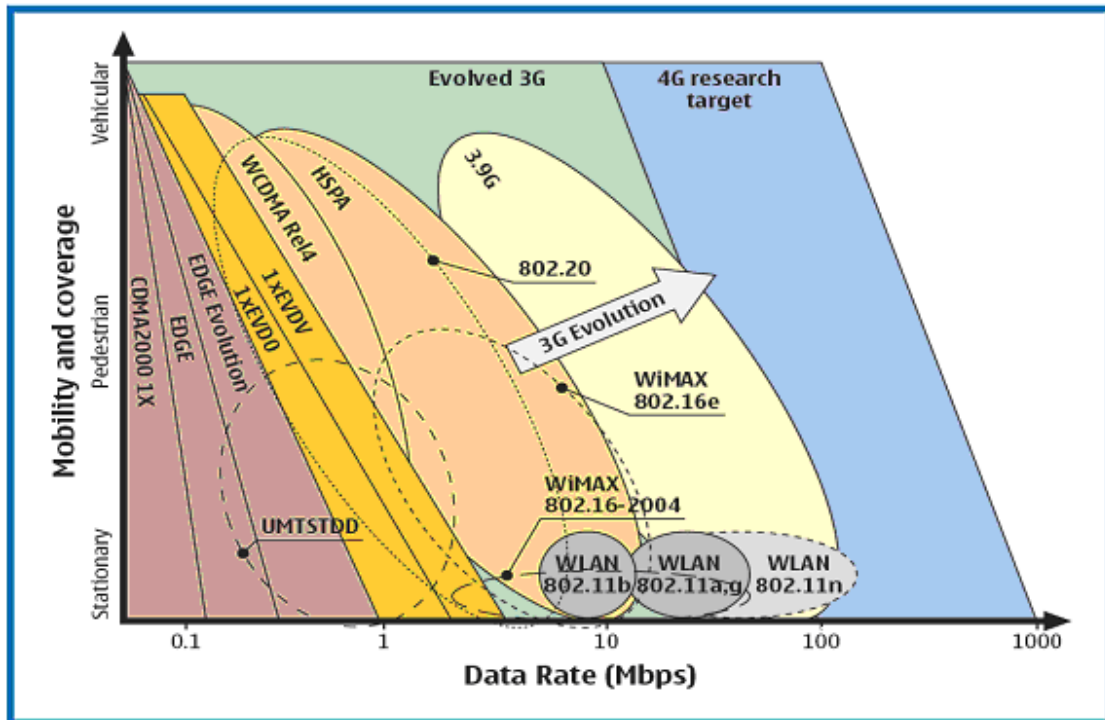 Evolved 3G
4G research
target
Vehicular
Pedestrian
Stationary
Mobility and coverage
CDMA2000 1X
EDGE
EDGE Evolution
1xEVDO
1xEVDV
WCDMA Rel4
HSPA
3.9G
802.20
3G Evolution
WiMAX
802.16e
WiMAX
802.16-2004
UMTSTDD
WLAN
802.11b
WLAN
802.11a,g
WLAN
802.11n
0.1
1
10
100
1000
Data Rate (Mbps)